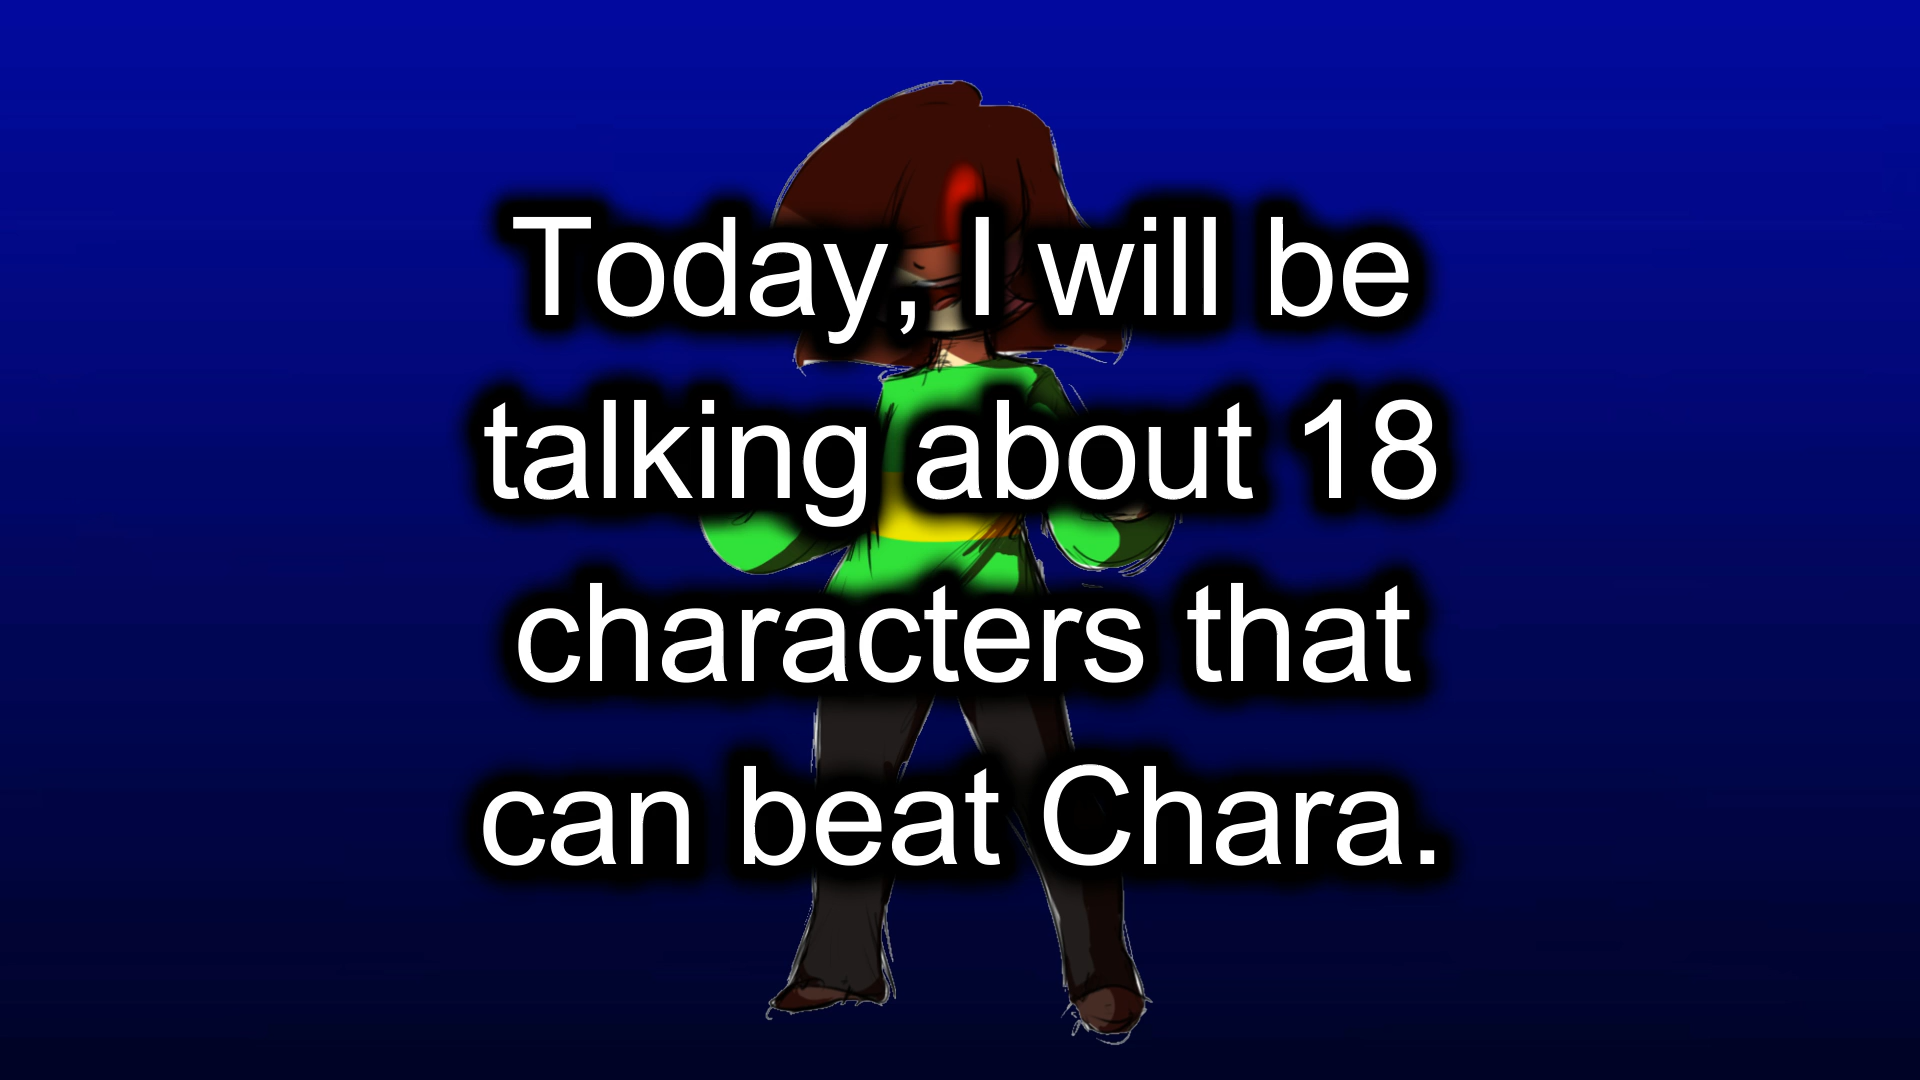 Today, I will be
talking about 18
characters that
can beat Chara.